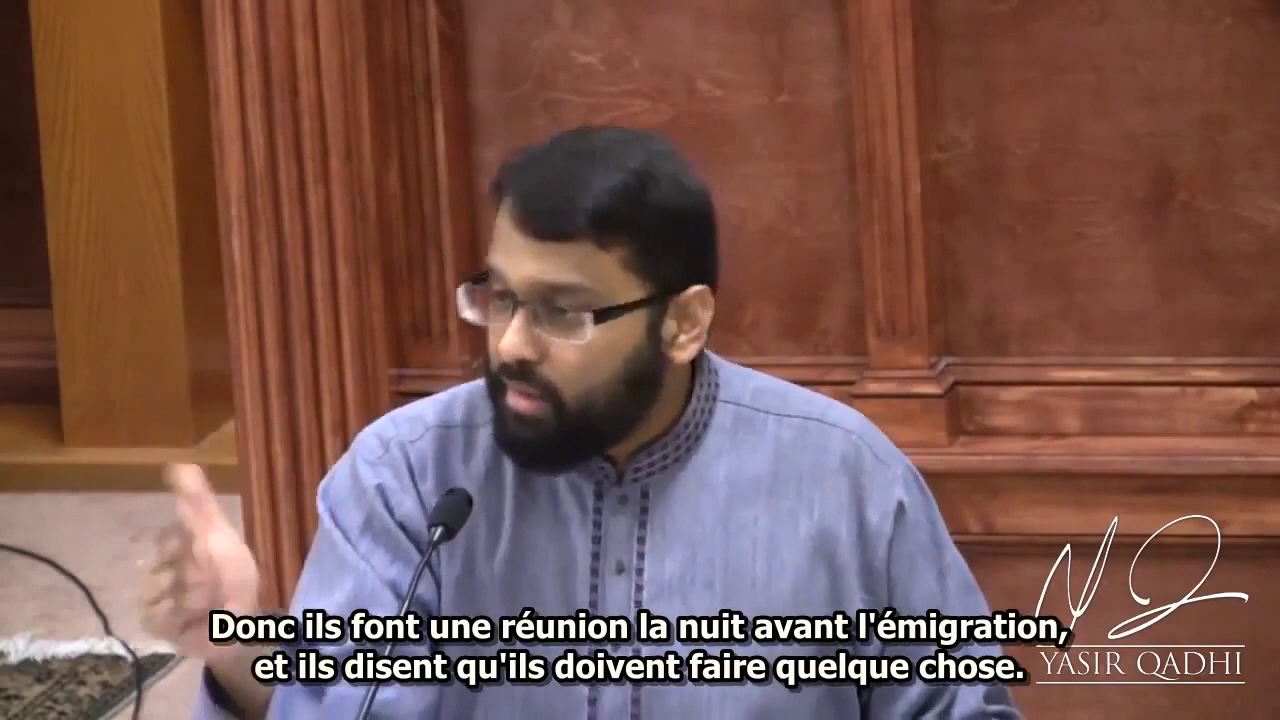 Donc ils font une réunion la nuit avant l'émigration,
et ils disent qu'ils doivent faire quelque chose.
YASIR QADHI